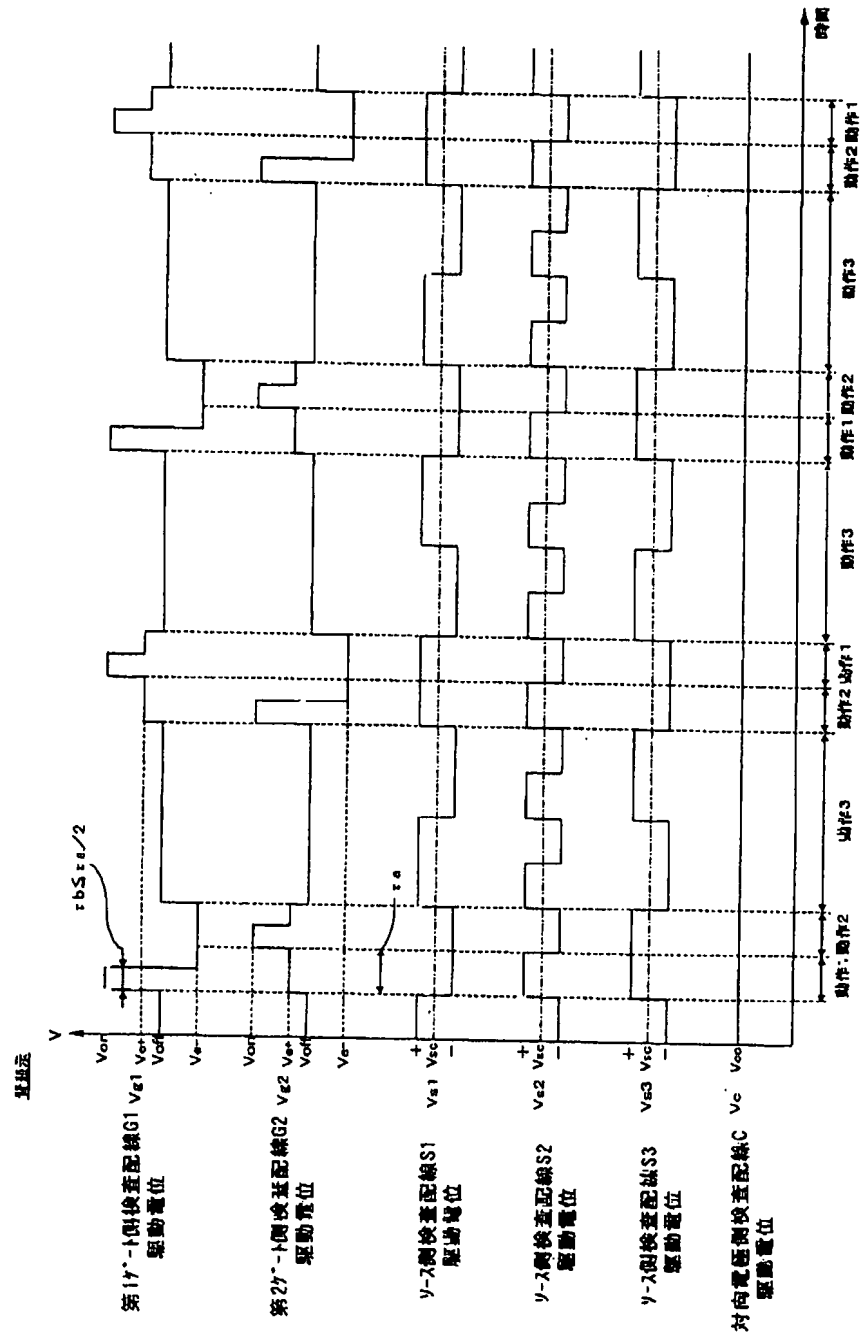 V
τb≦τa/2
τa
第1ゲート側検査配線G1
駆動電位
Vg1
Von
Ve+
Voff
Ve-
第2ゲート側検査配線G2
駆動電位
Vg2
Von
Ve+
Voff
Ve-
ソース側検査配線S1
駆動電位
Vs1
+
Vsc
-
ソース側検査配線S2
駆動電位
Vs2
+
Vsc
-
ソース側検査配線S3
駆動電位
Vs3
+
Vsc
-
対向電極側検査配線C
駆動電位
Vc
Vco
動作1 動作2 動作3 動作2 動作1 動作3 動作1 動作2 動作3 動作2 動作1
時間